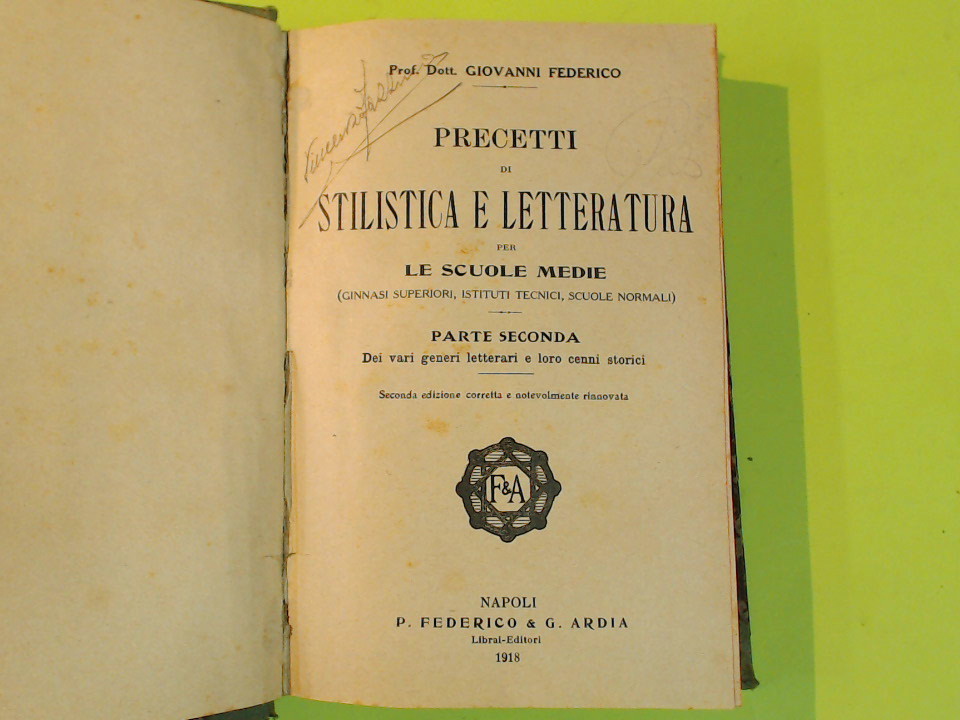 Prof. Dott. GIOVANNI FEDERICO
PRECETTI
DI
STILISTICA E LETTERATURA
PER
LE SCUOLE MEDIE
(GINNASI SUPERIORI, ISTITUTI TECNICI, SCUOLE NORMALI)
PARTE SECONDA
Dei vari generi letterari e loro cenni storici
Seconda edizione corretta e notevolmente rinnovata
F&A
NAPOLI
P. FEDERICO & G. ARDIA
Librai-Editori
1918